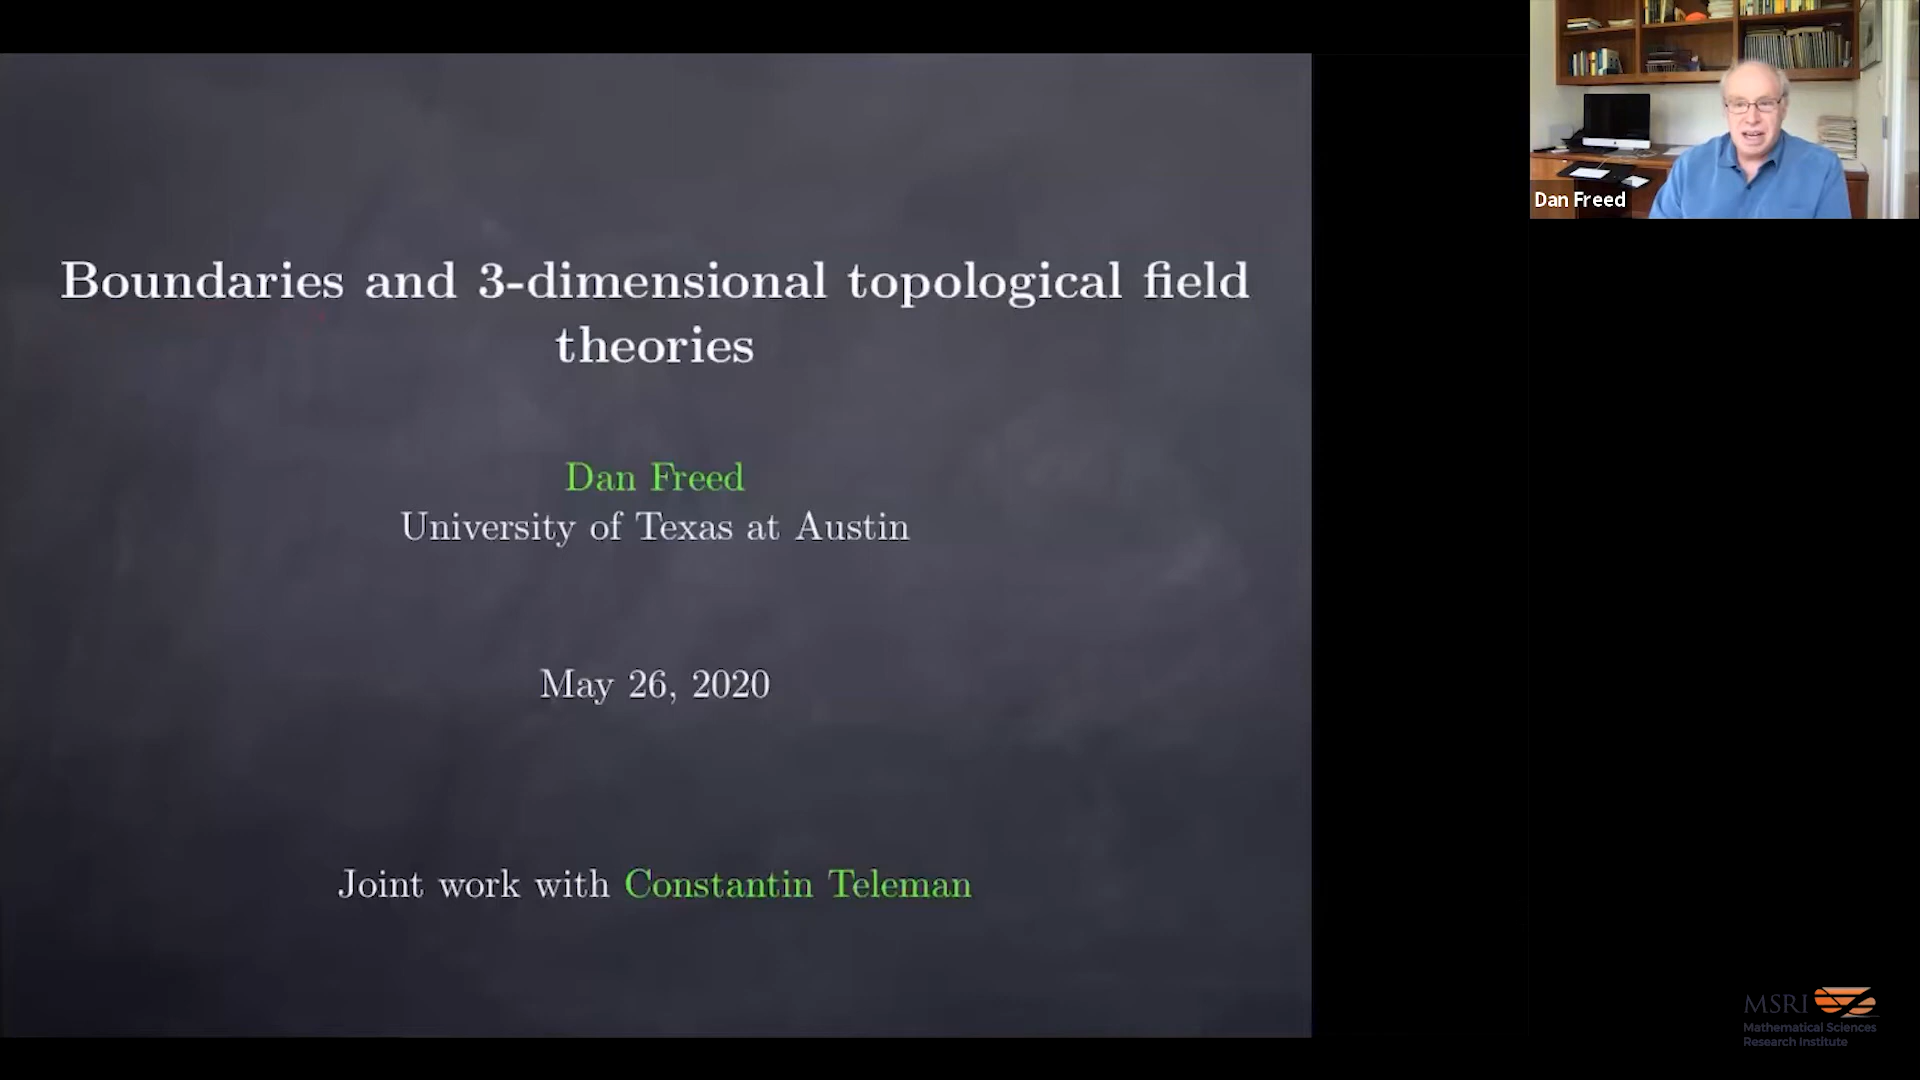 Boundaries and 3-dimensional topological field
theories
Dan Freed
University of Texas at Austin
May 26, 2020
Joint work with Constantin Teleman
Dan Freed
MSRI
Mathematical Sciences
Research Institute